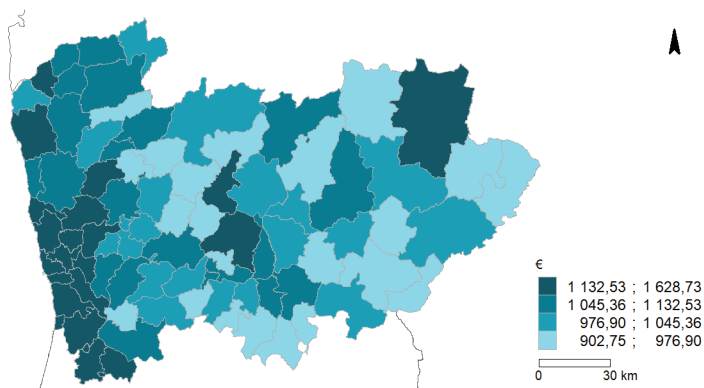 €
1 132,53 ; 1 628,73
1 045,36 ; 1 132,53
976,90 ; 1 045,36
902,75 ; 976,90
0 30 km